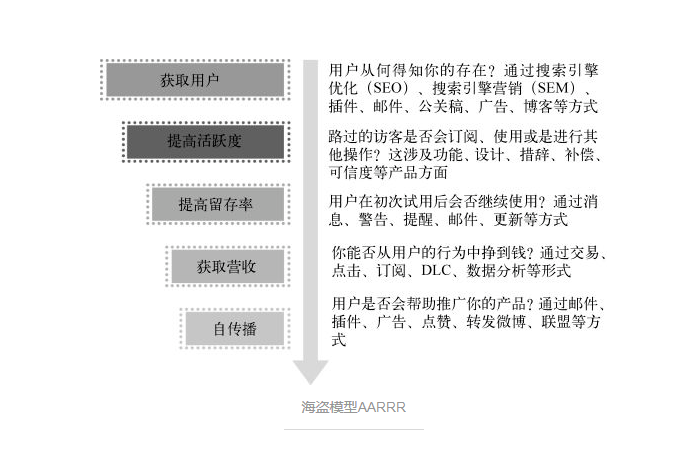 获取用户
用户从何得知你的存在？通过搜索引擎
优化（SEO）、搜索引擎营销（SEM）、
插件、邮件、公关稿、广告、博客等方式
提高活跃度
路过的访客是否会订阅、使用或是进行其
他操作？这涉及功能、设计、措辞、补偿、
可信度等产品方面
提高留存率
用户在初次试用后会否继续使用？通过消
息、警告、提醒、邮件、更新等方式
获取营收
你能否从用户的行为中挣到钱？通过交易、
点击、订阅、DLC、数据分析等形式
自传播
用户是否会帮助推广你的产品？通过邮件、
插件、广告、点赞、转发微博、联盟等方
式
海盗模型AARRR